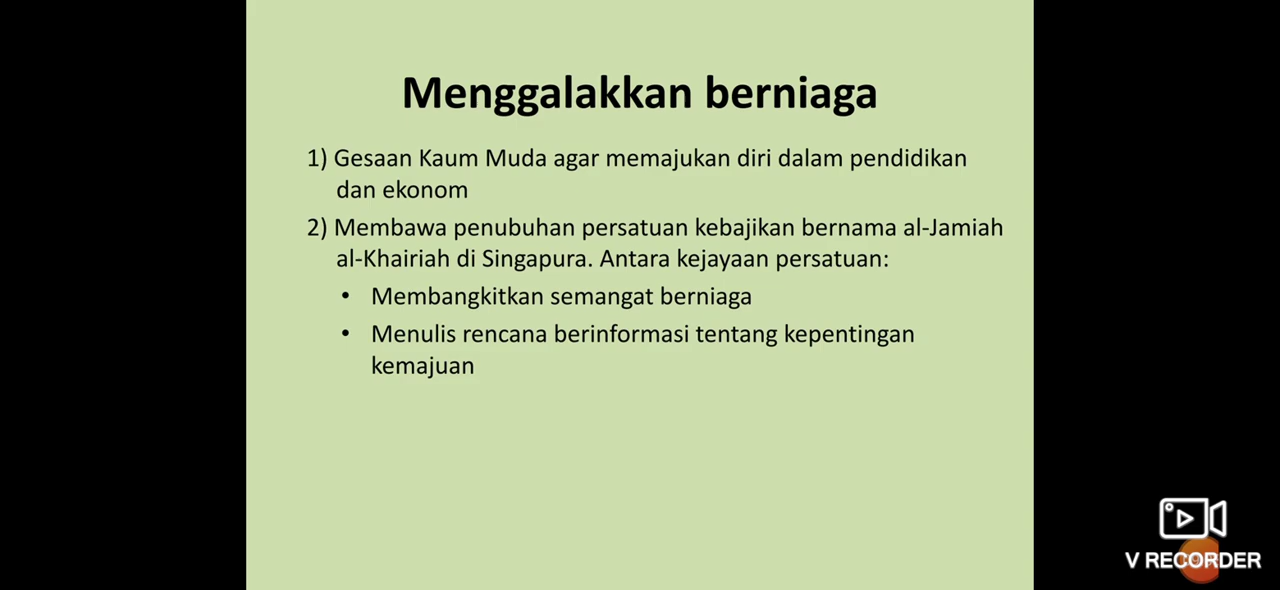 Menggalakkan berniaga
1) Gesaan Kaum Muda agar memajukan diri dalam pendidikan
dan ekonom
2) Membawa penubuhan persatuan kebajikan bernama al-Jamiah
al-Khairiah di Singapura. Antara kejayaan persatuan:
• Membangkitkan semangat berniaga
• Menulis rencana berinformasi tentang kepentingan
kemajuan
V RECORDER